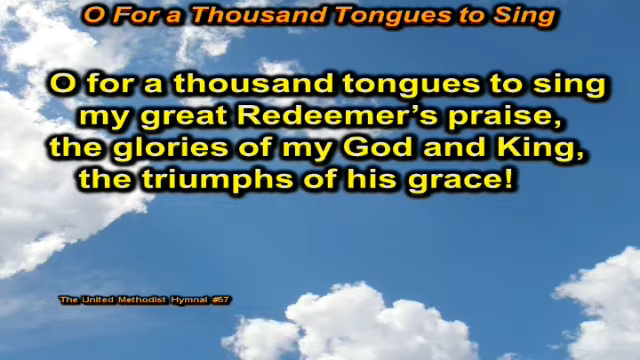 O For a Thousand Tongues to Sing
O for a thousand tongues to sing
my great Redeemer's praise,
the glories of my God and King,
the triumphs of his grace!
The United Methodist Hymnal #57